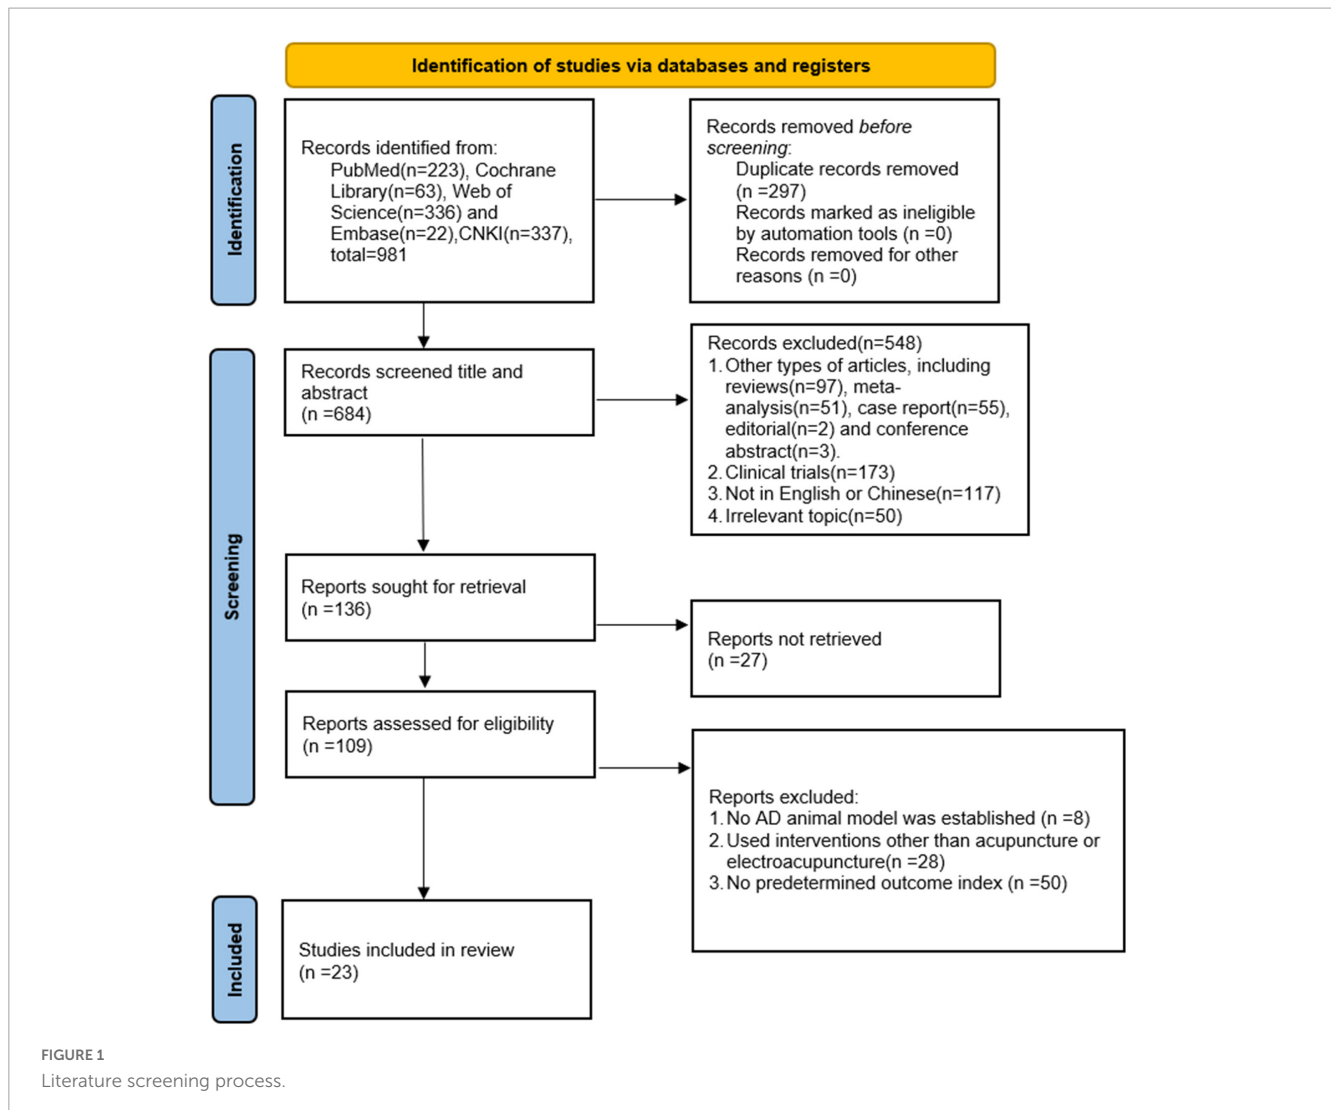 Identification of studies via databases and registers
Identification
Records identified from:
PubMed(n=223), Cochrane
Library(n=63), Web of
Science(n=336) and
Embase(n=22),CNKI(n=337),
total=981
Records removed before
screening:
Duplicate records removed
(n =297)
Records marked as ineligible
by automation tools (n =0)
Records removed for other
reasons (n =0)
Screening
Records screened title and
abstract
(n =684)
Records excluded(n=548)
1. Other types of articles, including
reviews(n=97), meta-
analysis(n=51), case report(n=55),
editorial(n=2) and conference
abstract(n=3).
2. Clinical trials(n=173)
3. Not in English or Chinese(n=117)
4. Irrelevant topic(n=50)
Reports sought for retrieval
(n =136)
Reports not retrieved
(n =27)
Reports assessed for eligibility
(n =109)
Reports excluded:
1. No AD animal model was established (n =8)
2. Used interventions other than acupuncture or
electroacupuncture(n =28)
3. No predetermined outcome index (n =50)
Included
Studies included in review
(n =23)
FIGURE 1
Literature screening process.